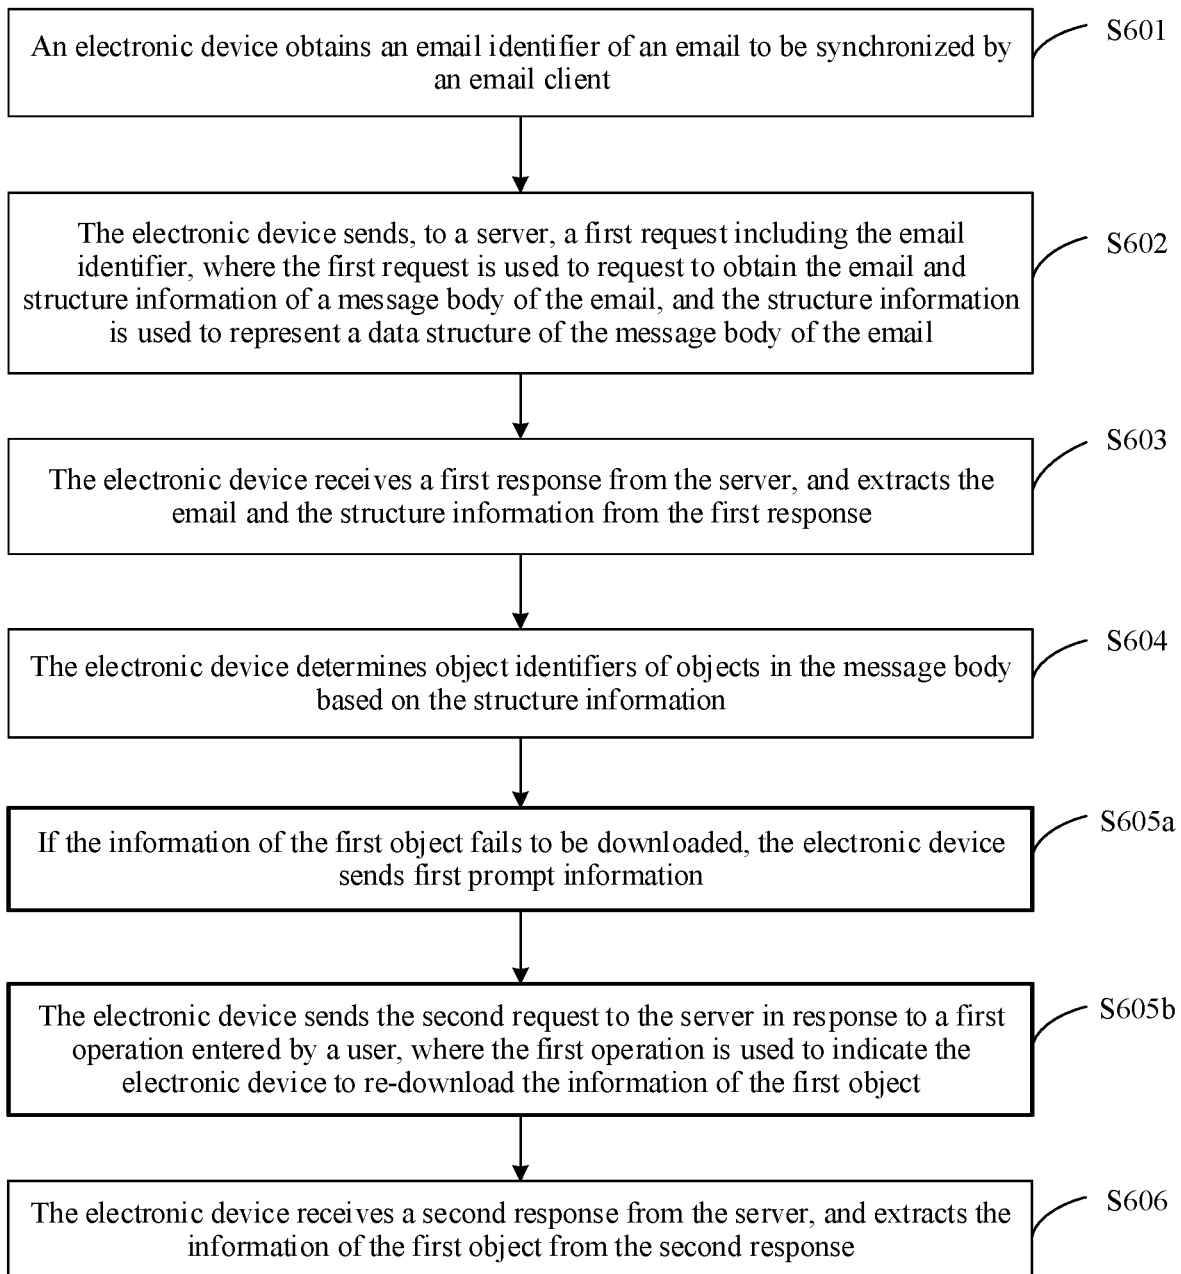 An electronic device obtains an email identifier of an email to be synchronized by
an email client
S601
The electronic device sends, to a server, a first request including the email
identifier, where the first request is used to request to obtain the email and
structure information of a message body of the email, and the structure information
is used to represent a data structure of the message body of the email
S602
The electronic device receives a first response from the server, and extracts the
email and the structure information from the first response
S603
The electronic device determines object identifiers of objects in the message body
based on the structure information
S604
If the information of the first object fails to be downloaded, the electronic device
sends first prompt information
S605a
The electronic device sends the second request to the server in response to a first
operation entered by a user, where the first operation is used to indicate the
electronic device to re-download the information of the first object
S605b
The electronic device receives a second response from the server, and extracts the
information of the first object from the second response
S606